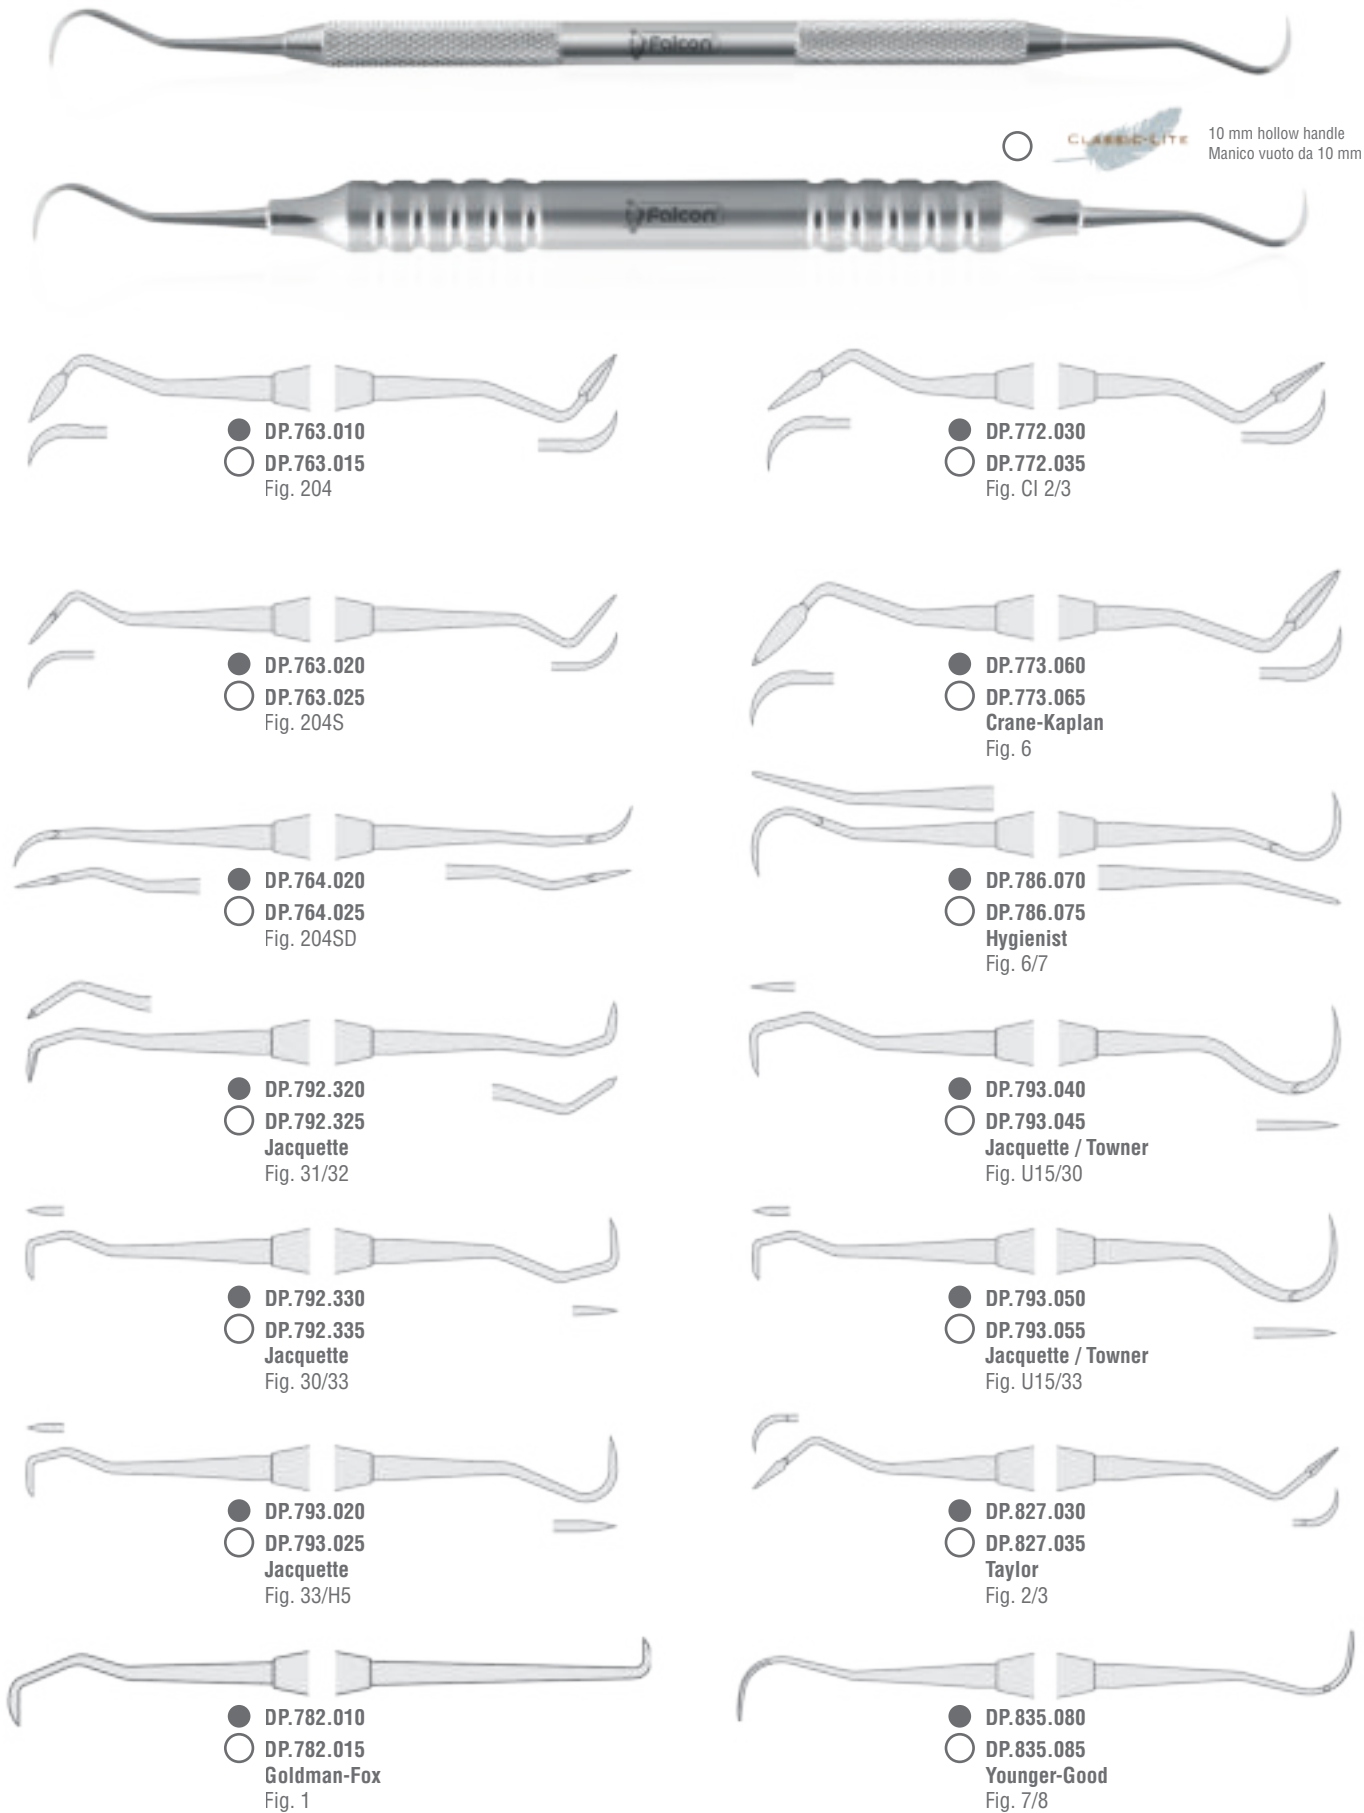 Falcon
CLASSIC-LITE
10 mm hollow handle
Manico vuoto da 10 mm
Falcon
DP.763.010
DP.763.015
Fig. 204
DP.772.030
DP.772.035
Fig. CI 2/3
DP.763.020
DP.763.025
Fig. 204S
DP.773.060
DP.773.065
Crane-Kaplan
Fig. 6
DP.764.020
DP.764.025
Fig. 204SD
DP.786.070
DP.786.075
Hygienist
Fig. 6/7
DP.792.320
DP.792.325
Jacquette
Fig. 31/32
DP.793.040
DP.793.045
Jacquette / Towner
Fig. U15/30
DP.792.330
DP.792.335
Jacquette
Fig. 30/33
DP.793.050
DP.793.055
Jacquette / Towner
Fig. U15/33
DP.793.020
DP.793.025
Jacquette
Fig. 33/H5
DP.827.030
DP.827.035
Taylor
Fig. 2/3
DP.782.010
DP.782.015
Goldman-Fox
Fig. 1
DP.835.080
DP.835.085
Younger-Good
Fig. 7/8